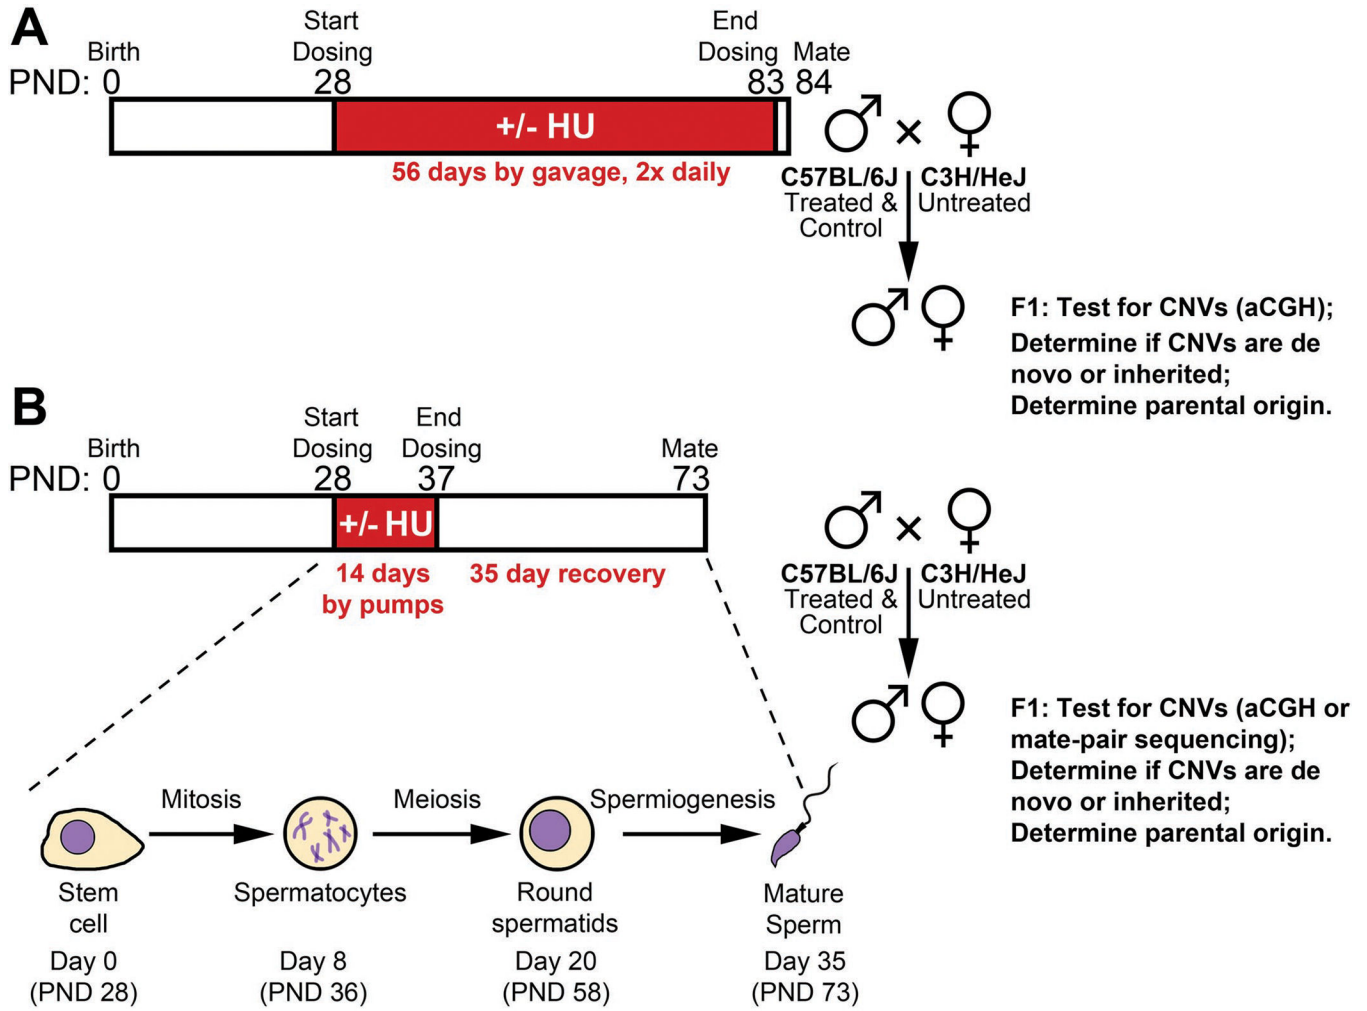 A
Start
End
Birth
Dosing
Dosing
Mate
PND: 0
28
83
84
+/- HU
56 days by gavage, 2x daily
C57BL/6J
C3H/HeJ
Treated &
Untreated
Control
F1: Test for CNVs (aCGH);
Determine if CNVs are de
novo or inherited;
Determine parental origin.
B
Start
End
Birth
Dosing
Dosing
Mate
PND: 0
28
37
73
+/- HU
14 days
by pumps
35 day recovery
C57BL/6J
C3H/HeJ
Treated &
Untreated
Control
F1: Test for CNVs (aCGH or
mate-pair sequencing);
Determine if CNVs are de
novo or inherited;
Determine parental origin.
Mitosis
Meiosis
Spermiogenesis
Stem
cell
Day 0
(PND 28)
Spermatocytes
Day 8
(PND 36)
Round
spermatids
Day 20
(PND 58)
Mature
Sperm
Day 35
(PND 73)